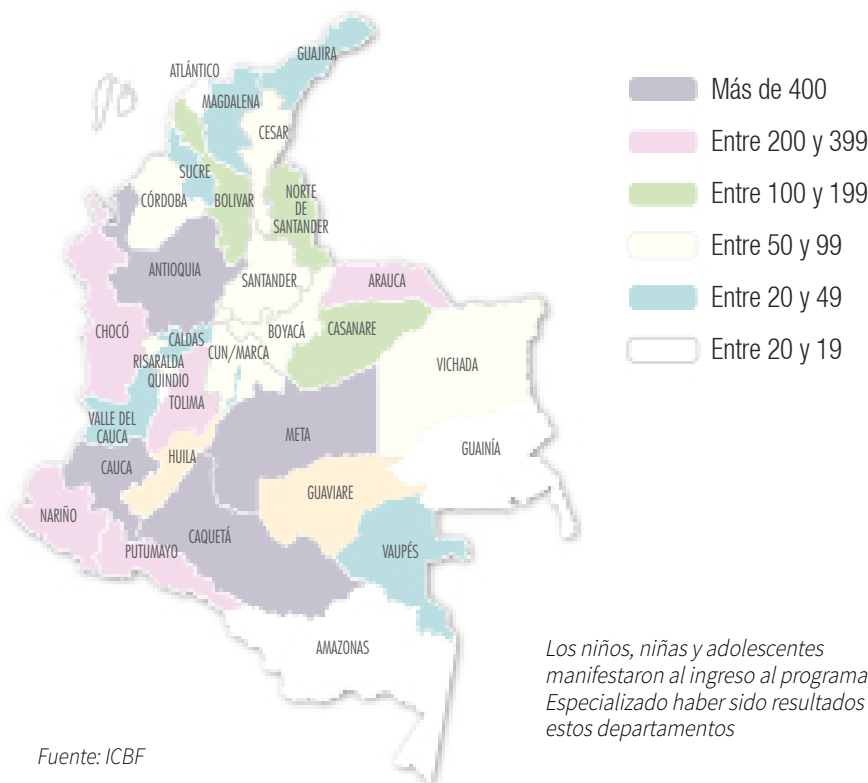 GUAJIRA
ATLÁNTICO
MAGDALENA
CESAR
SUCRE
CÓRDOBA
BOLIVAR
NORTE
DE
SANTANDER
ANTIOQUIA
SANTANDER
ARAUCA
CHOCÓ
CALDAS
BOYACÁ
CASANARE
CUN/MARCA
RISARALDA
QUINDIO
VICHADA
TOLIMA
VALLE DEL
CAUCA
META
GUAINÍA
HUILA
CAUCA
GUAVIARE
NARIÑO
CAQUETÁ
PUTUMAYO
VAUPÉS
AMAZONAS
Más de 400
Entre 200 y 399
Entre 100 y 199
Entre 50 y 99
Entre 20 y 49
Entre 20 y 19
Los niños, niñas y adolescentes
manifestaron al ingreso al programa
Especializado haber sido resultados
estos departamentos
Fuente: ICBF